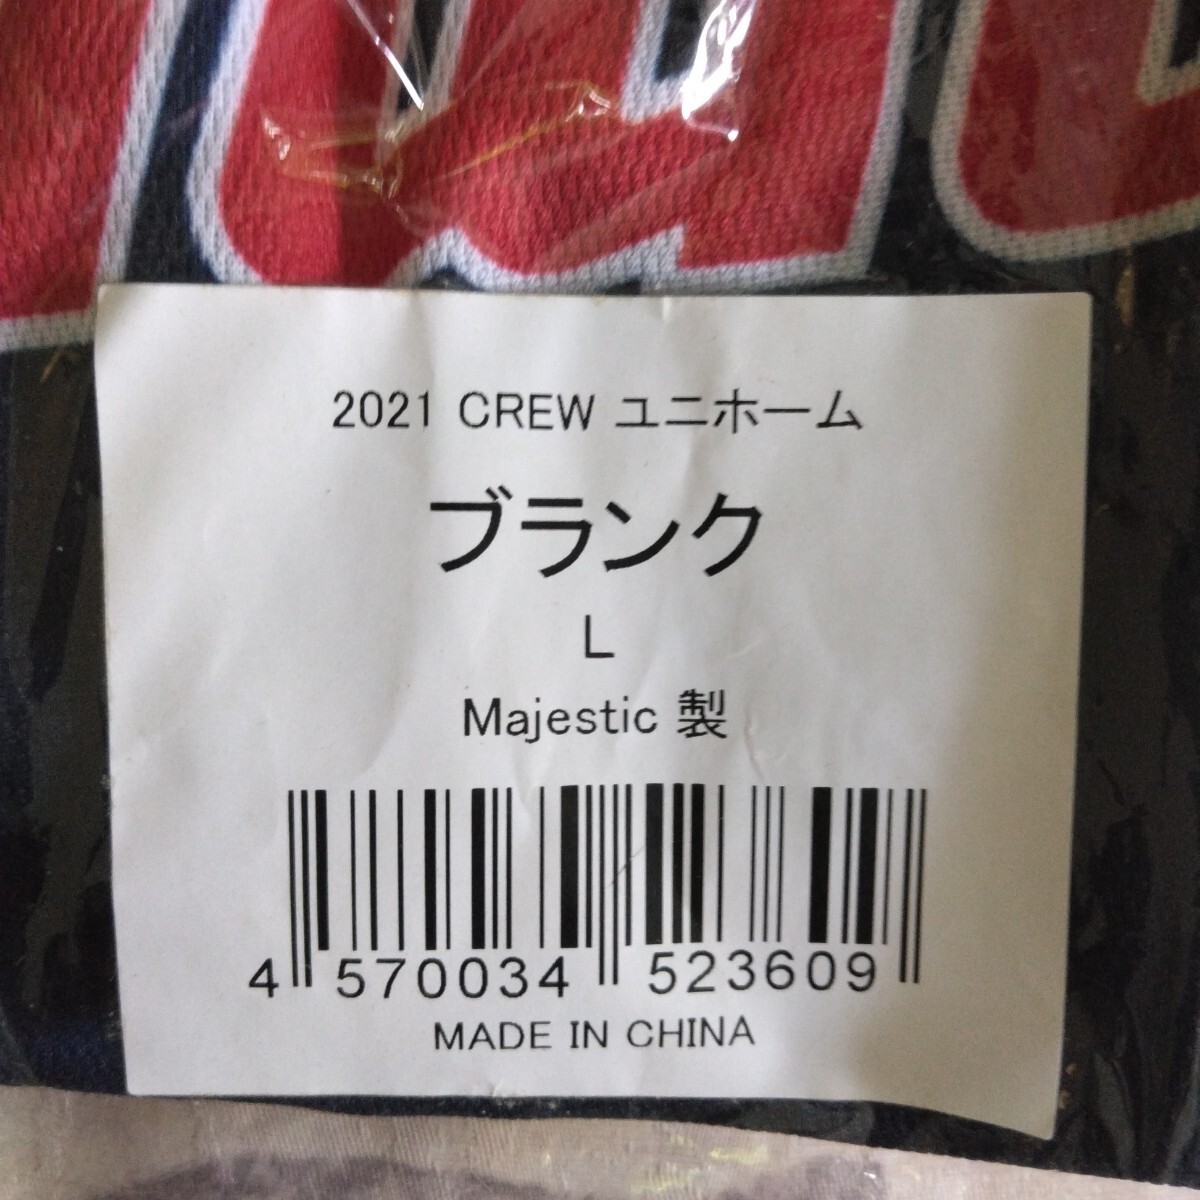 2021 CREW ユニホーム
ブランク
L
Majestic 製
4 570034 523609
MADE IN CHINA